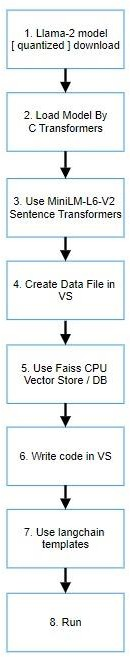 1. Llama-2 model
[ quantized ] download
2. Load Model By
C Transformers
3. Use MiniLM-L6-V2
Sentence Transformers
4. Create Data File in
VS
5. Use Faiss CPU
Vector Store / DB
6. Write code in VS
7. Use langchain
templates
8. Run